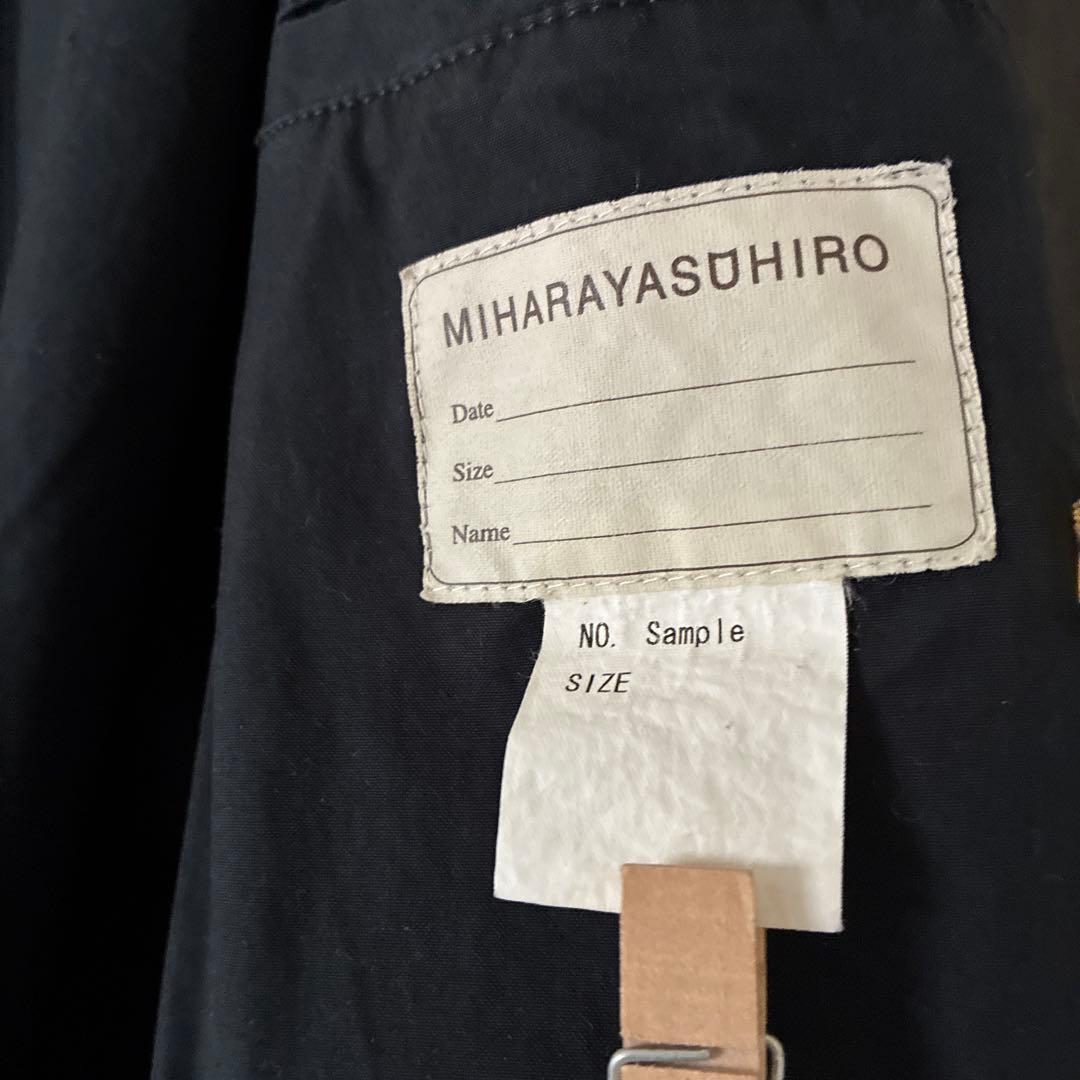 MIHARAYASUHIRO
Date
Size
Name
NO. Sample
SIZE